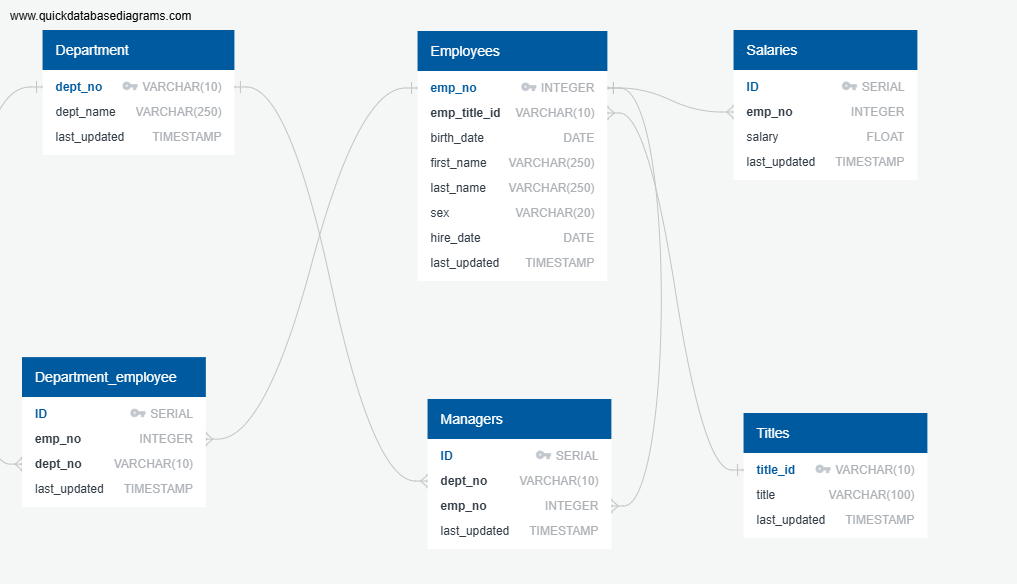 www.quickdatabasediagrams.com
Department
dept_no VARCHAR(10)
dept_name VARCHAR(250)
last_updated TIMESTAMP
Employees
emp_no INTEGER
emp_title_id VARCHAR(10)
birth_date DATE
first_name VARCHAR(250)
last_name VARCHAR(250)
sex VARCHAR(20)
hire_date DATE
last_updated TIMESTAMP
Salaries
ID SERIAL
emp_no INTEGER
salary FLOAT
last_updated TIMESTAMP
Department_employee
ID SERIAL
emp_no INTEGER
dept_no VARCHAR(10)
last_updated TIMESTAMP
Managers
ID SERIAL
dept_no VARCHAR(10)
emp_no INTEGER
last_updated TIMESTAMP
Titles
title_id VARCHAR(10)
title VARCHAR(100)
last_updated TIMESTAMP